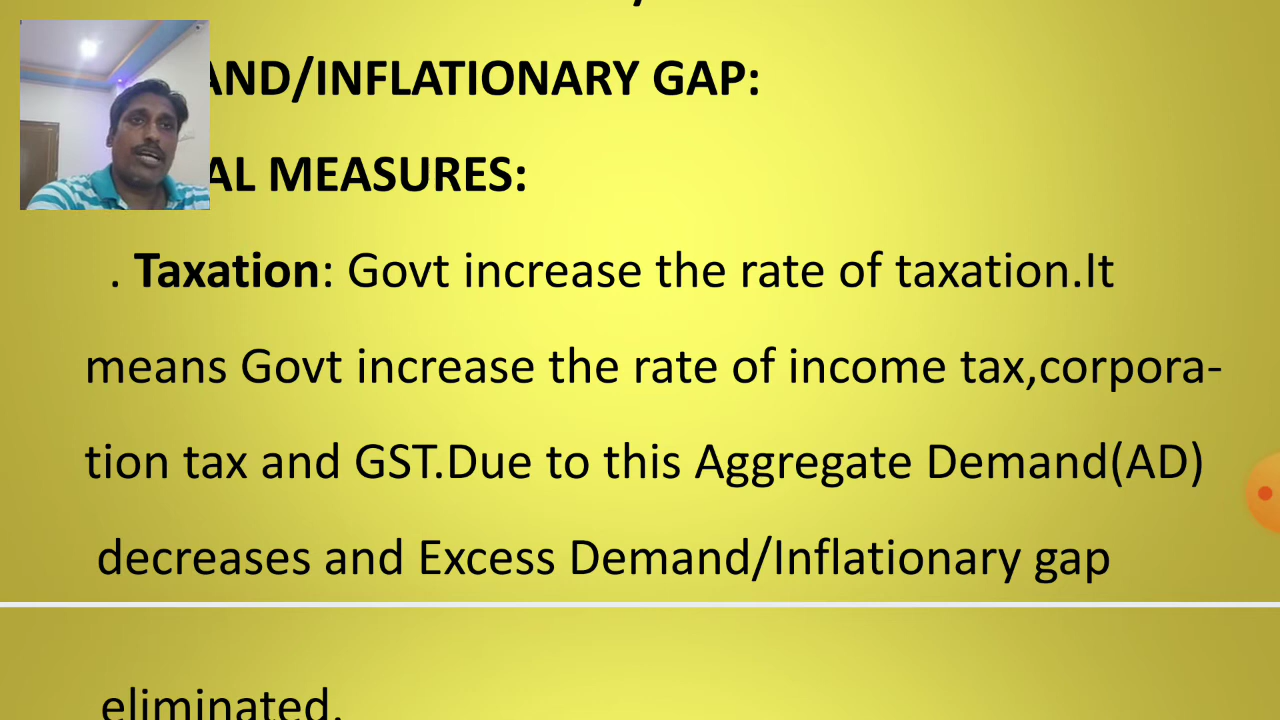 AND/INFLATIONARY GAP:
AL MEASURES:
. Taxation: Govt increase the rate of taxation.It
means Govt increase the rate of income tax,corpora-
tion tax and GST.Due to this Aggregate Demand(AD)
decreases and Excess Demand/Inflationary gap
eliminated.